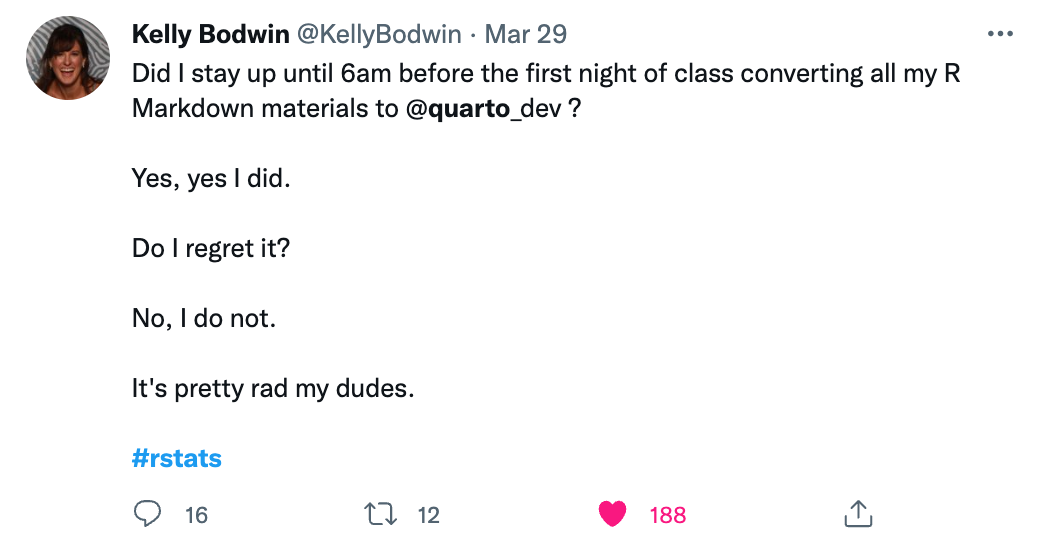 Kelly Bodwin @KellyBodwin · Mar 29
Did I stay up until 6am before the first night of class converting all my R
Markdown materials to @quarto_dev ?
Yes, yes I did.
Do I regret it?
No, I do not.
It's pretty rad my dudes.
#rstats
16 12 188